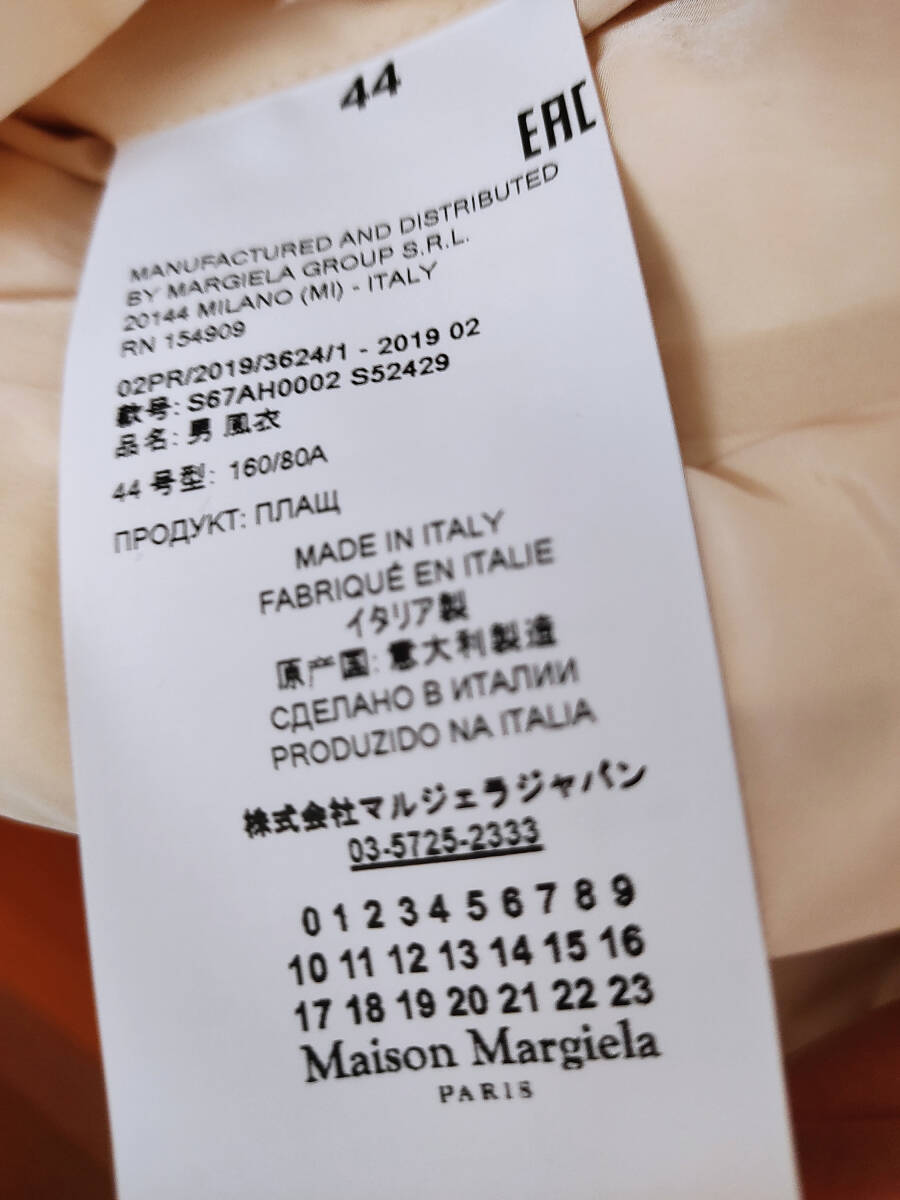 44
EAC
MANUFACTURED AND DISTRIBUTED
BY MARGIELA GROUP S.R.L.
20144 MILANO (MI) - ITALY
RN 154909
02PR/2019/3624/1 - 2019 02
款号: S67AH0002 S52429
品名: 男 風衣
44 号型: 160/80A
ПРОДУКТ: ПЛАЩ
MADE IN ITALY
FABRIQUÉ EN ITALIE
イタリア製
原产国: 意大利製造
СДЕЛАНО В ИТАЛИИ
PRODUZIDO NA ITALIA
株式会社マルジェラジャパン
03-5725-2333
0 1 2 3 4 5 6 7 8 9
10 11 12 13 14 15 16
17 18 19 20 21 22 23
Maison Margiela
PARIS